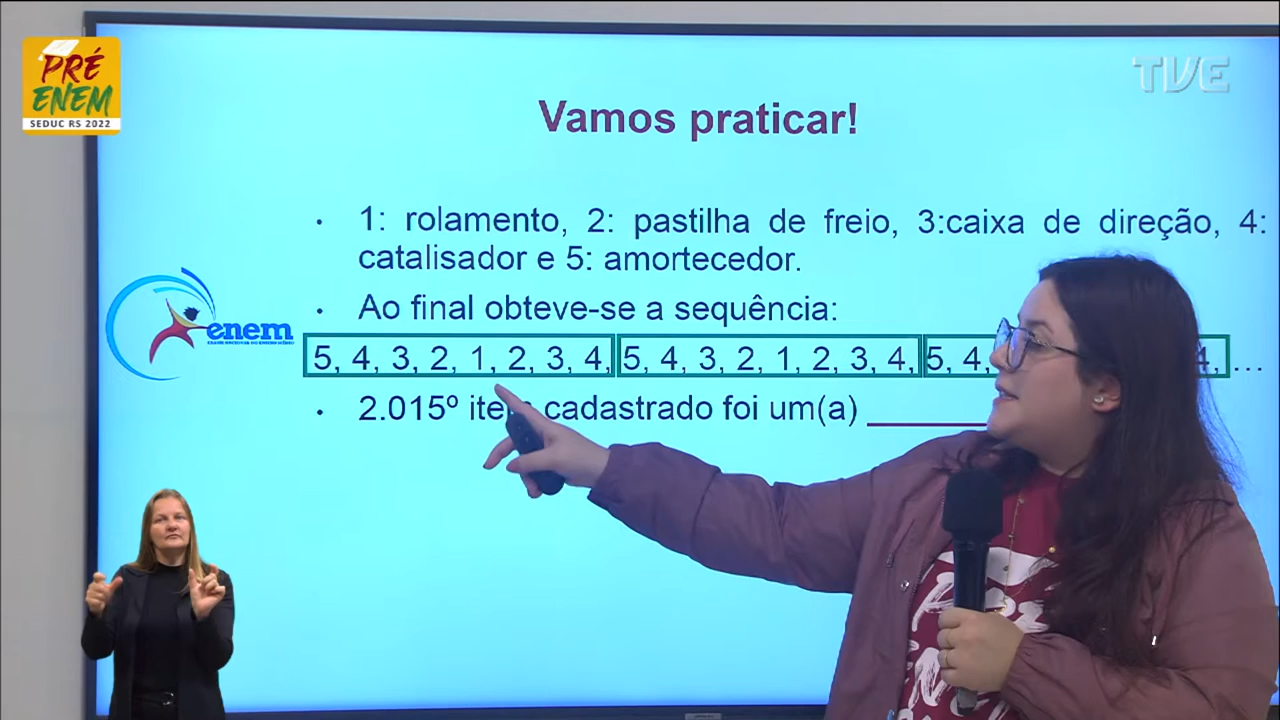 PRÉ
ENEM
SEDUC RS 2022
TVE
Vamos praticar!
• 1: rolamento, 2: pastilha de freio, 3:caixa de direção, 4:
catalisador e 5: amortecedor.
• Ao final obteve-se a sequência:
enem
5, 4, 3, 2, 1, 2, 3, 4, 5, 4, 3, 2, 1, 2, 3, 4, 5, 4, 4, ...
• 2.015º item cadastrado foi um(a)